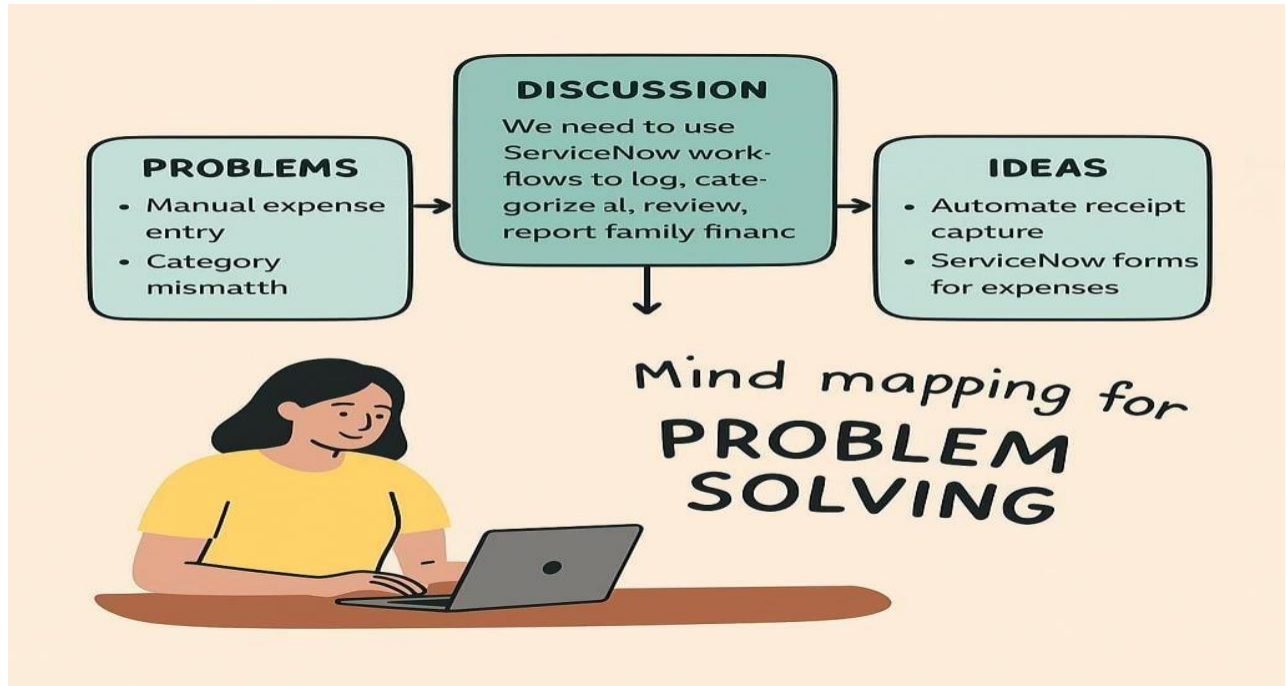 PROBLEMS
• Manual expense
entry
• Category
mismatth
DISCUSSION
We need to use
ServiceNow work-
flows to log, cate-
gorize al, review,
report family financ
IDEAS
• Automate receipt
capture
• ServiceNow forms
for expenses
Mind mapping for
PROBLEM
SOLVING